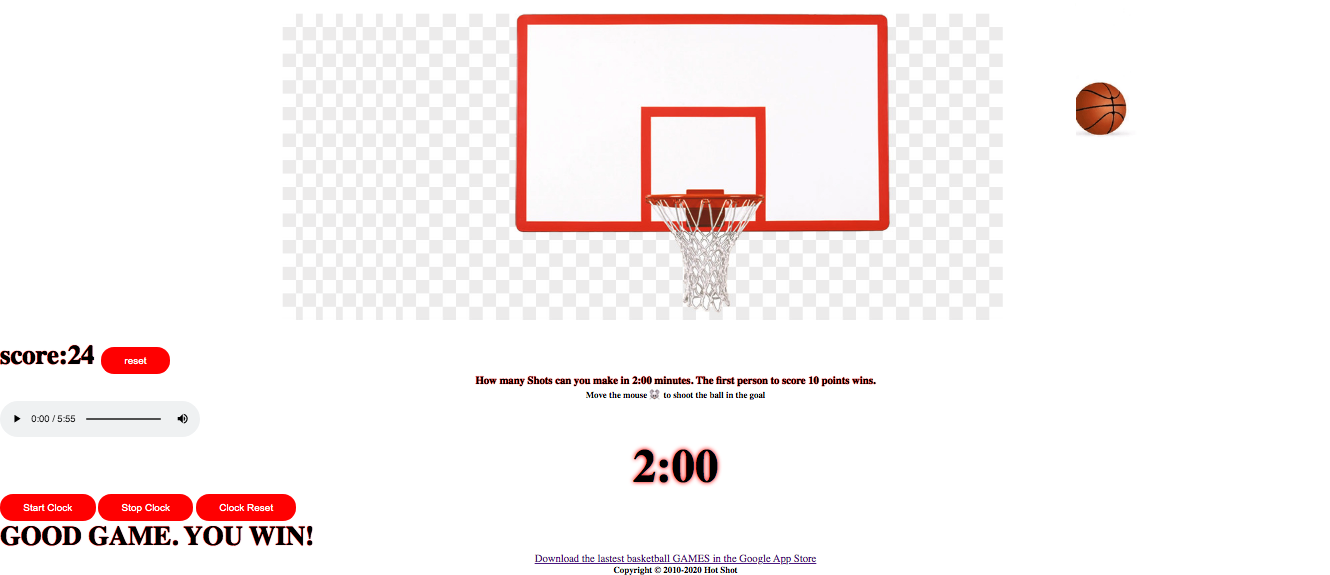 score:24 reset
How many Shots can you make in 2:00 minutes. The first person to score 10 points wins.
Move the mouse 🐭 to shoot the ball in the goal
0:00 / 5:55
2:00
Start Clock Stop Clock Clock Reset
GOOD GAME. YOU WIN!
Download the lastest basketball GAMES in the Google App Store
Copyright © 2010-2020 Hot Shot